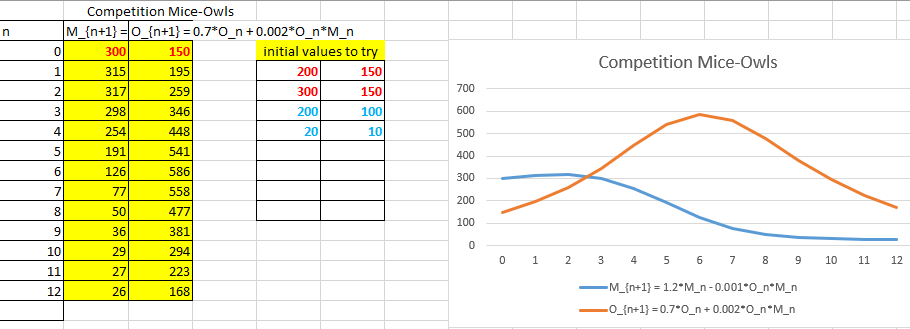 Competition Mice-Owls
n M_{n+1} = O_{n+1} = 0.7*O_n + 0.002*O_n*M_n
0 300 150 initial values to try
1 315 195 200 150
2 317 259 300 150
3 298 346 200 100
4 254 448 20 10
5 191 541
6 126 586
7 77 558
8 50 477
9 36 381
10 29 294
11 27 223
12 26 168
Competition Mice-Owls
700
600
500
400
300
200
100
0
0 1 2 3 4 5 6 7 8 9 10 11 12
M_{n+1} = 1.2*M_n - 0.001*O_n*M_n
O_{n+1} = 0.7*O_n + 0.002*O_n*M_n